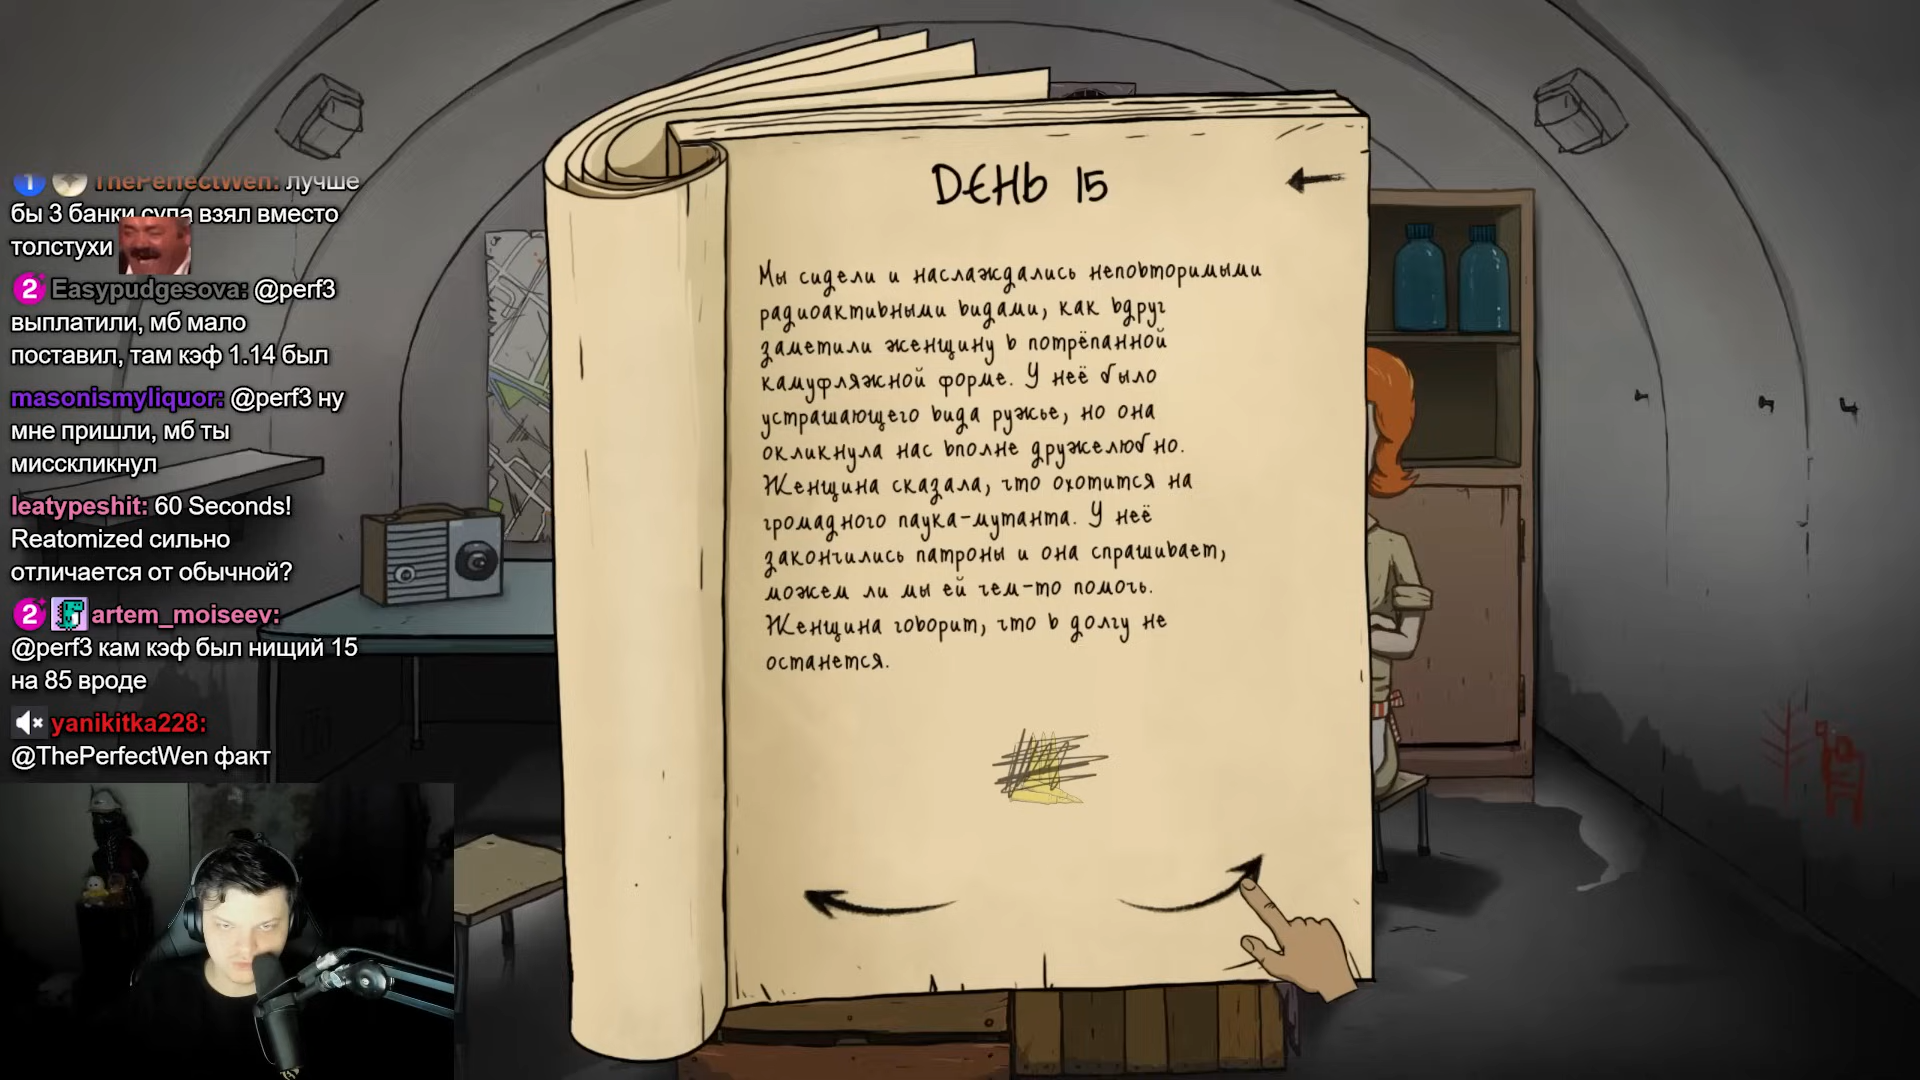 ThePerfectWen: лучше
бы 3 банки супа взял вместо
толстухи
2 Easypudgesova: @perf3
выплатили, мб мало
поставил, там кэф 1.14 был
masonismyliquor: @perf3 ну
мне пришли, мб ты
мисскликнул
leatypeshit: 60 Seconds!
Reatomized сильно
отличается от обычной?
2 artem_moiseev:
@perf3 кам кэф был нищий 15
на 85 вроде
yanikitka228:
@ThePerfectWen факт
ДЕНЬ 15
Мы сидели и наслаждались неповторимыми
радиоактивными видами, как вдруг
заметили женщину в потрёпанной
камуфляжной форме. У неё было
устрашающего вида ружье, но она
окликнула нас вполне дружелюбно.
Женщина сказала, что охотится на
громадного паука-мутанта. У неё
закончились патроны и она спрашивает,
можем ли мы ей чем-то помочь.
Женщина говорит, что в долгу не
останется.